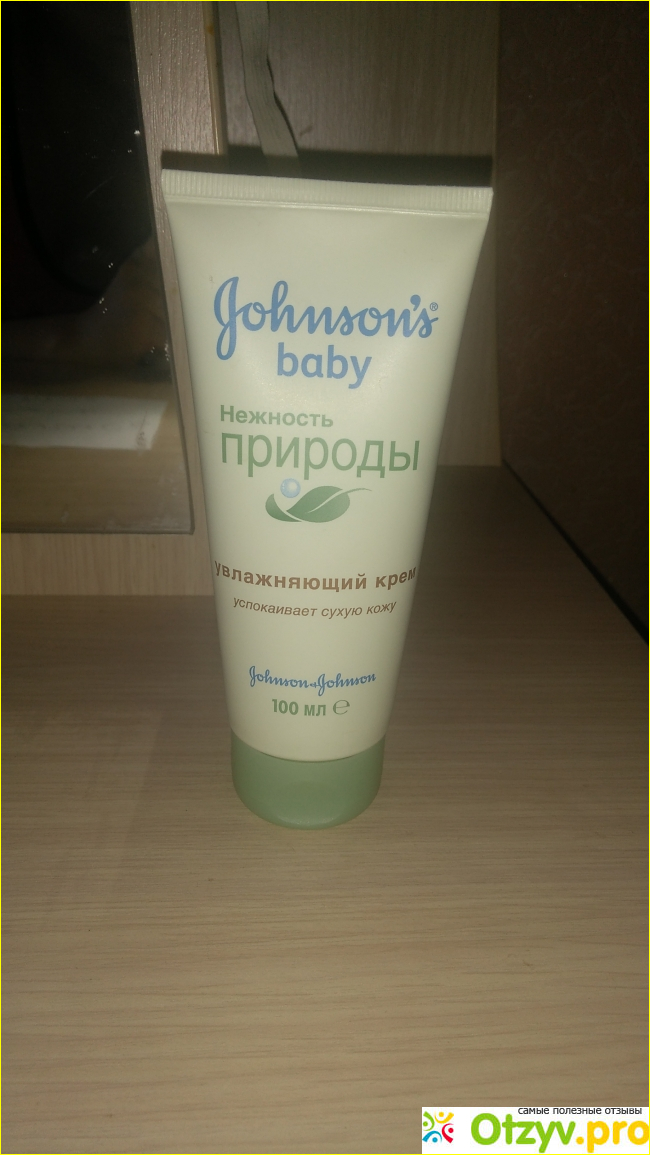 Johnson's®
baby
Нежность
природы
увлажняющий крем
успокаивает сухую кожу
Johnson & Johnson
100 мл ℮
самые полезные отзывы
Otzyv.pro